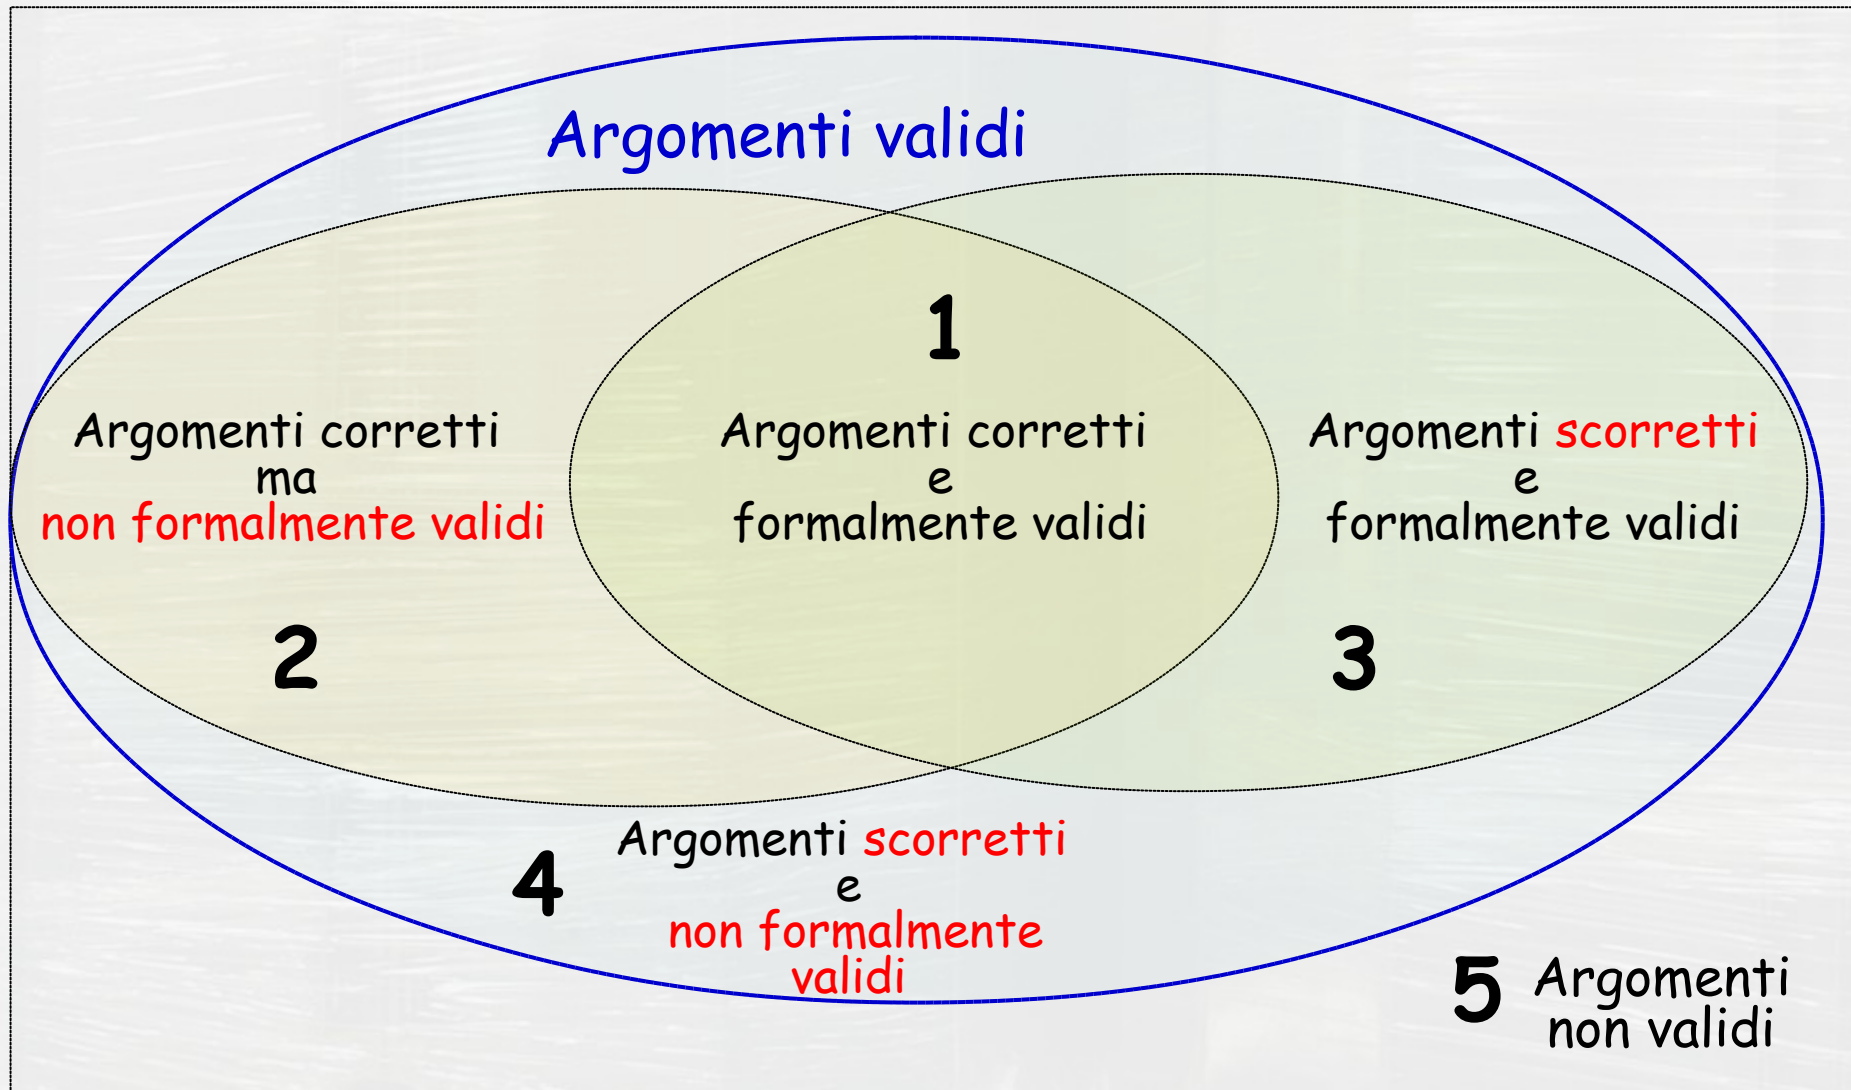 Argomenti validi
1
Argomenti corretti
ma
non formalmente validi
2
Argomenti corretti
e
formalmente validi
Argomenti scorretti
e
formalmente validi
3
4
Argomenti scorretti
e
non formalmente
validi
5
Argomenti
non validi